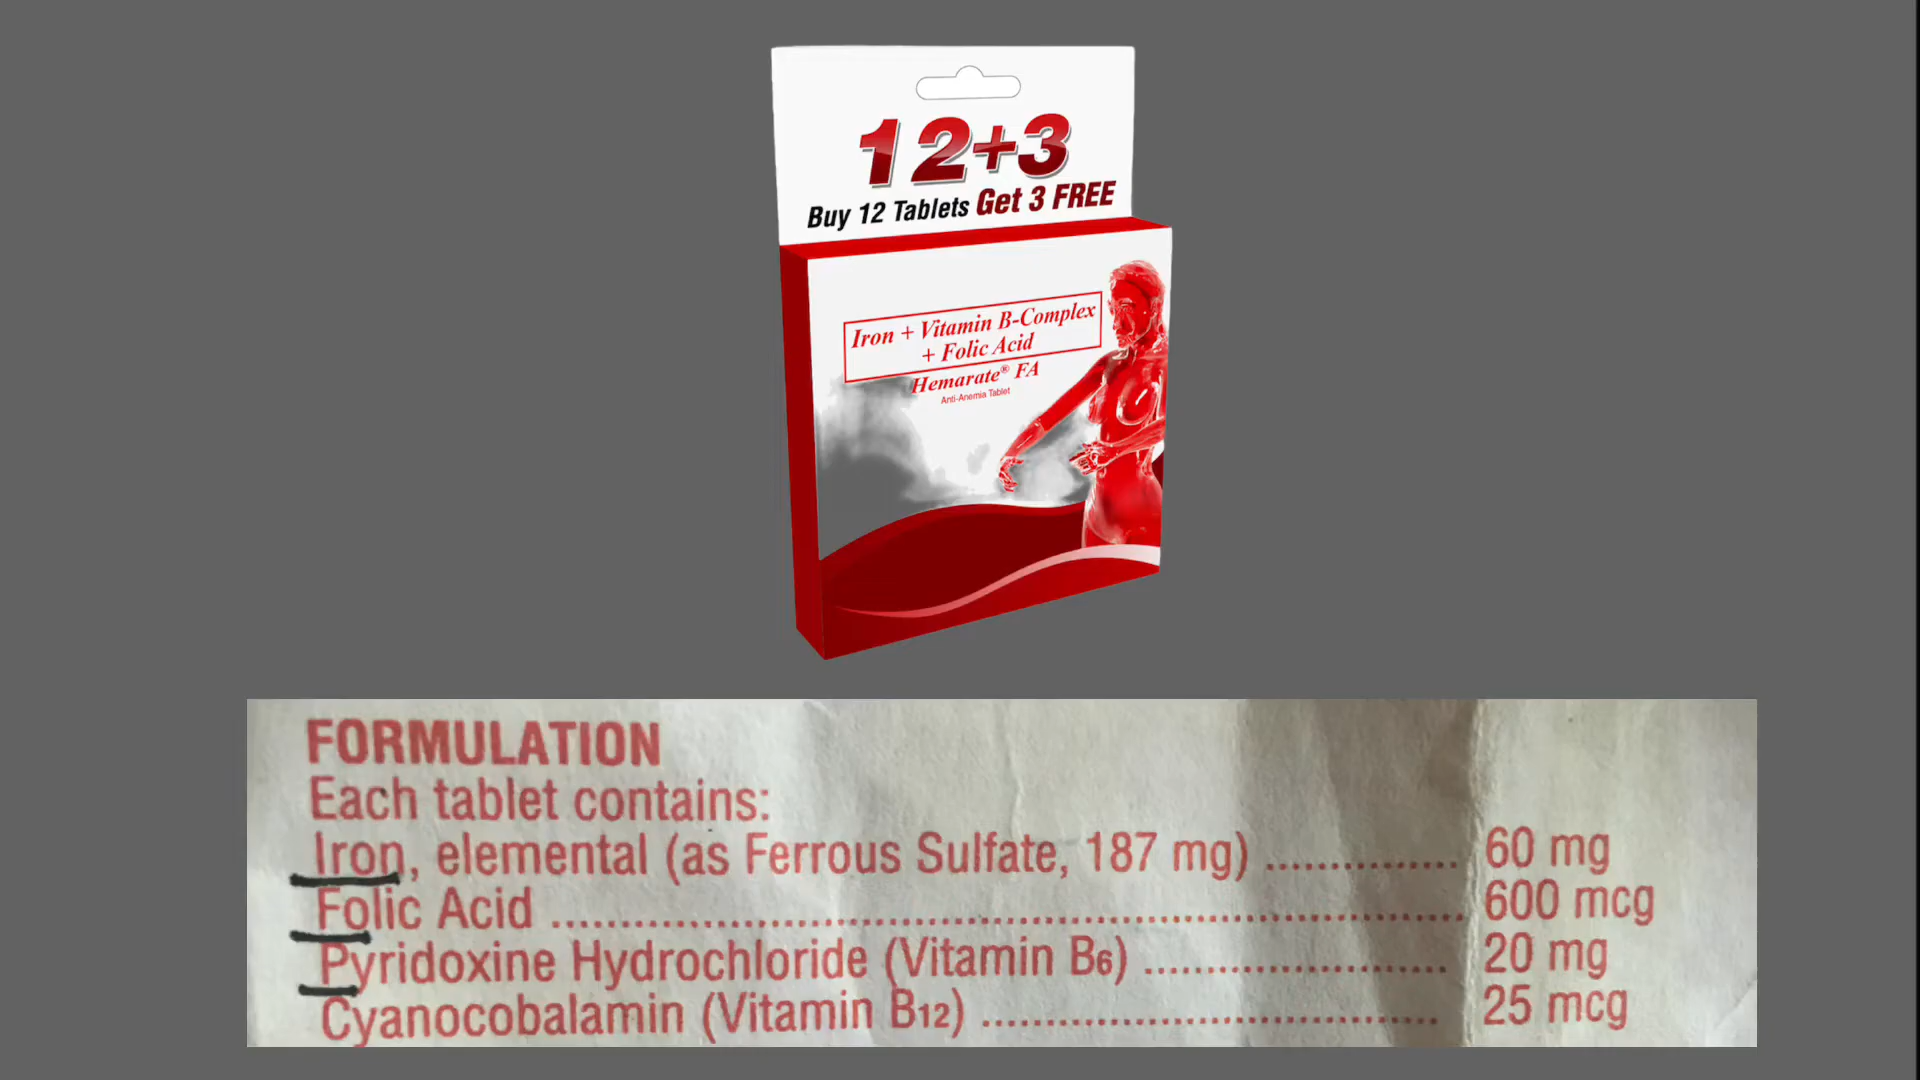 12+3
Buy 12 Tablets Get 3 FREE
Iron + Vitamin B-Complex
+ Folic Acid
Hemarate® FA
Anti-Anemia Tablet
FORMULATION
Each tablet contains:
Iron, elemental (as Ferrous Sulfate, 187 mg) .............. 60 mg
Folic Acid .............................................................. 600 mcg
Pyridoxine Hydrochloride (Vitamin B6) ...................... 20 mg
Cyanocobalamin (Vitamin B12) ................................. 25 mcg